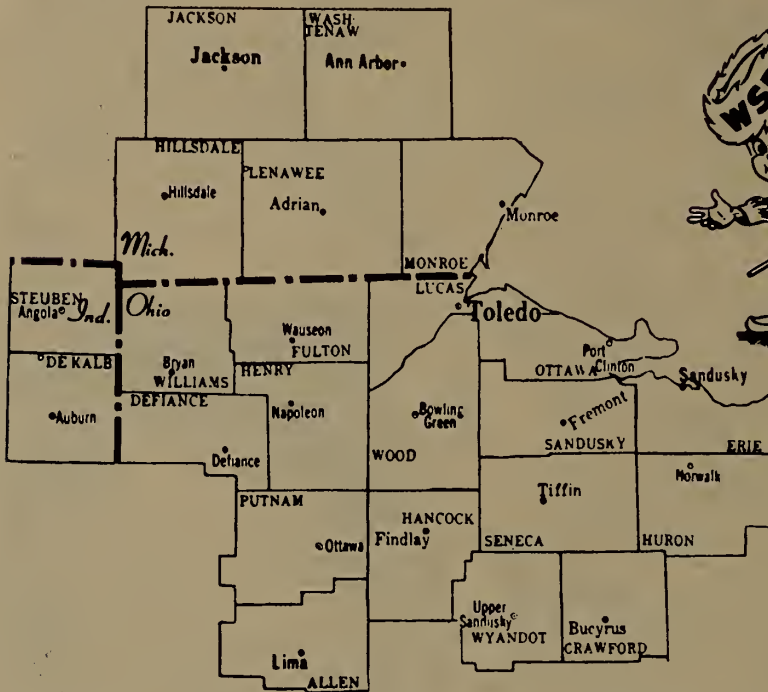 JACKSON
WASH
TENAW
Jackson
Ann Arbor
HILLSDALE
LENAWEE
Hillsdale
Adrian
Monroe
Mich.
MONROE
STEUBEN
Angola
Ind.
Ohio
LUCAS
Toledo
Wauseon
FULTON
Port
Clinton
DE KALB
Bryan
WILLIAMS
HENRY
OTTAWA
Sandusky
DEFIANCE
Auburn
Napoleon
Bowling
Green
Fremont
SANDUSKY
ERIE
Defiance
WOOD
Norwalk
PUTNAM
Tiffin
HANCOCK
Ottawa
Findlay
SENECA
HURON
Upper
Sandusky
WYANDOT
Bucyrus
CRAWFORD
Lima
ALLEN